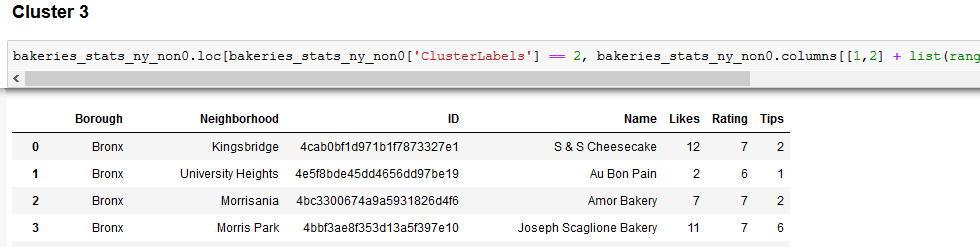 Cluster 3
bakeries_stats_ny_non0.loc[bakeries_stats_ny_non0['ClusterLabels'] == 2, bakeries_stats_ny_non0.columns[[1,2] + list(rang
Borough Neighborhood ID Name Likes Rating Tips
0 Bronx Kingsbridge 4cab0bf1d971b1f7873327e1 S & S Cheesecake 12 7 2
1 Bronx University Heights 4e5f8bde45dd4656dd97be19 Au Bon Pain 2 6 1
2 Bronx Morrisania 4bc3300674a9a5931826d4f6 Amor Bakery 7 7 2
3 Bronx Morris Park 4bbf3ae8f353d13a5f397e10 Joseph Scaglione Bakery 11 7 6